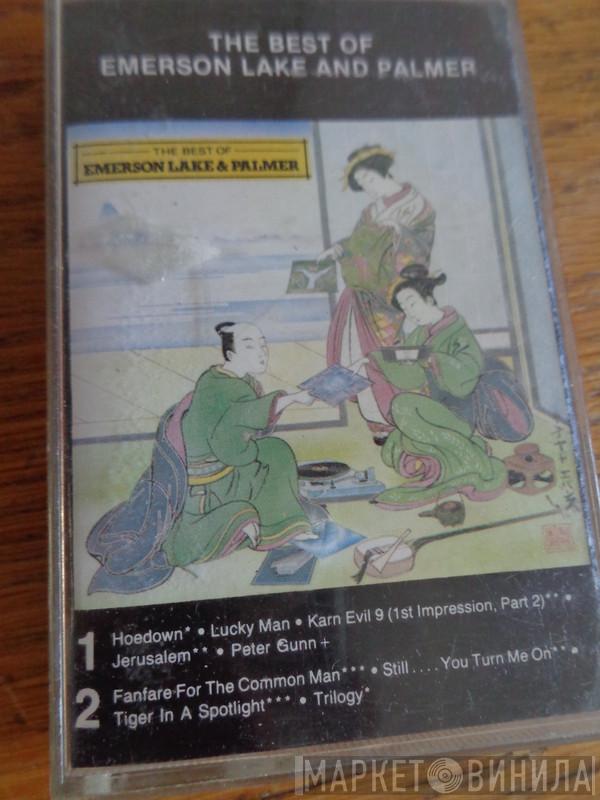 THE BEST OF
EMERSON LAKE AND PALMER
THE BEST OF
EMERSON LAKE & PALMER
1
Hoedown* • Lucky Man • Karn Evil 9 (1st Impression, Part 2)** •
Jerusalem** • Peter Gunn +
2
Fanfare For The Common Man*** • Still . . . . You Turn Me On** •
Tiger In A Spotlight*** • Trilogy*
МАРКЕТ ВИНИЛА